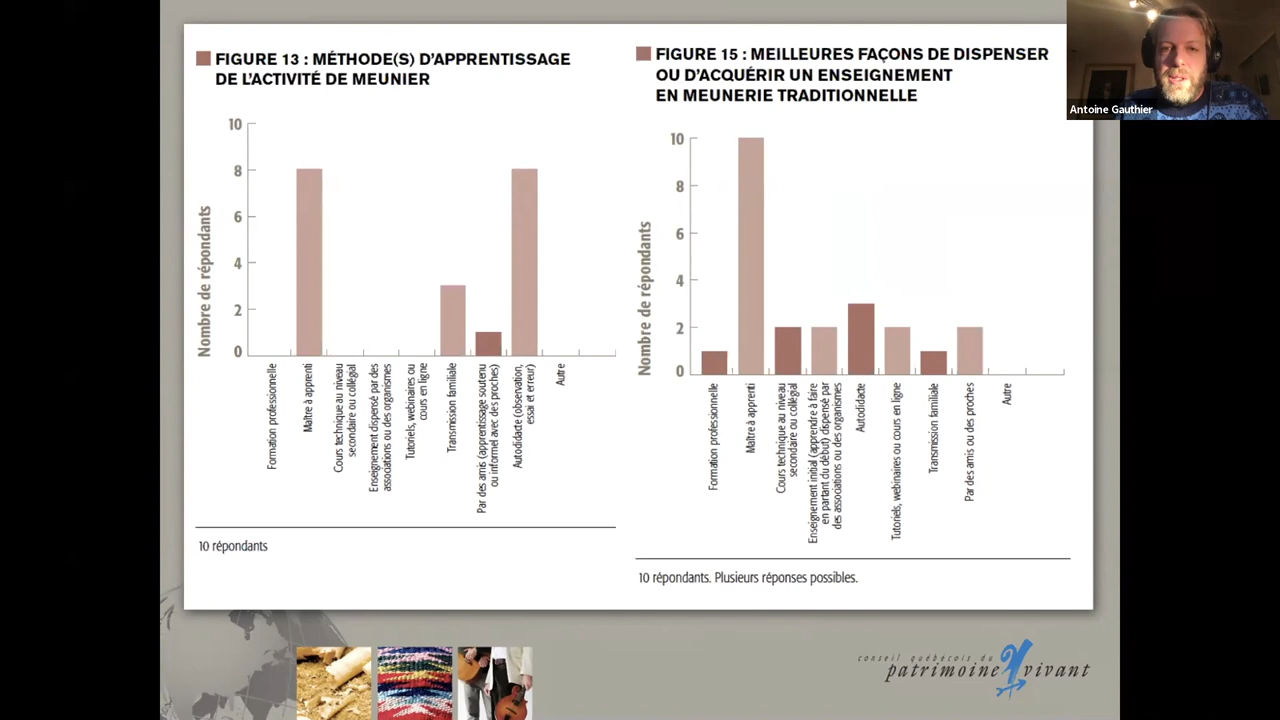 FIGURE 13 : MÉTHODE(S) D'APPRENTISSAGE
DE L'ACTIVITÉ DE MEUNIER
10
8
6
4
2
0
Nombre de répondants
Formation professionnelle
Maître à apprenti
Cours technique au niveau
secondaire ou collégial
Enseignement dispensé par des
associations ou des organismes
Tutoriels, webinaires ou
cours en ligne
Transmission familiale
Par des amis (apprentissage soutenu
ou informel avec des proches)
Autodidacte (observation,
essai et erreur)
Autre
10 répondants
FIGURE 15 : MEILLEURES FAÇONS DE DISPENSER
OU D'ACQUÉRIR UN ENSEIGNEMENT
EN MEUNERIE TRADITIONNELLE
10
8
6
4
2
0
Nombre de répondants
Formation professionnelle
Maître à apprenti
Cours technique au niveau
secondaire ou collégial
Enseignement initial (apprendre à faire
en partant du début) dispensé par
des associations ou des organismes
Autodidacte
Tutoriels, webinaires ou cours en ligne
Transmission familiale
Par des amis ou des proches
Autre
10 répondants. Plusieurs réponses possibles.
Antoine Gauthier
conseil québécois du
patrimoine vivant